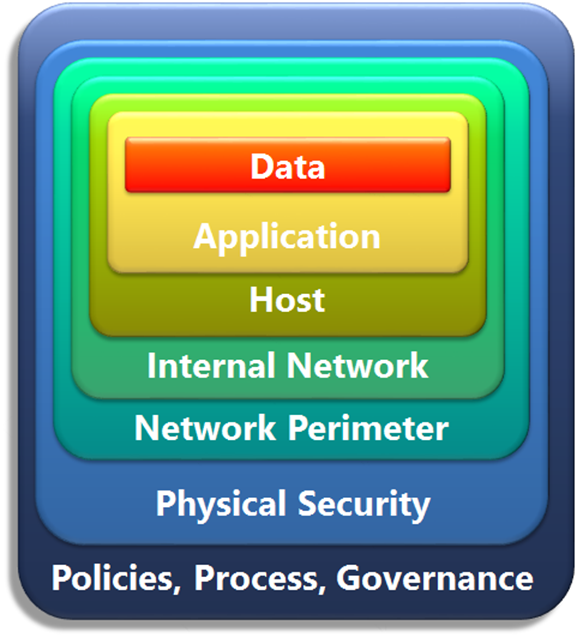 Data
Application
Host
Internal Network
Network Perimeter
Physical Security
Policies, Process, Governance